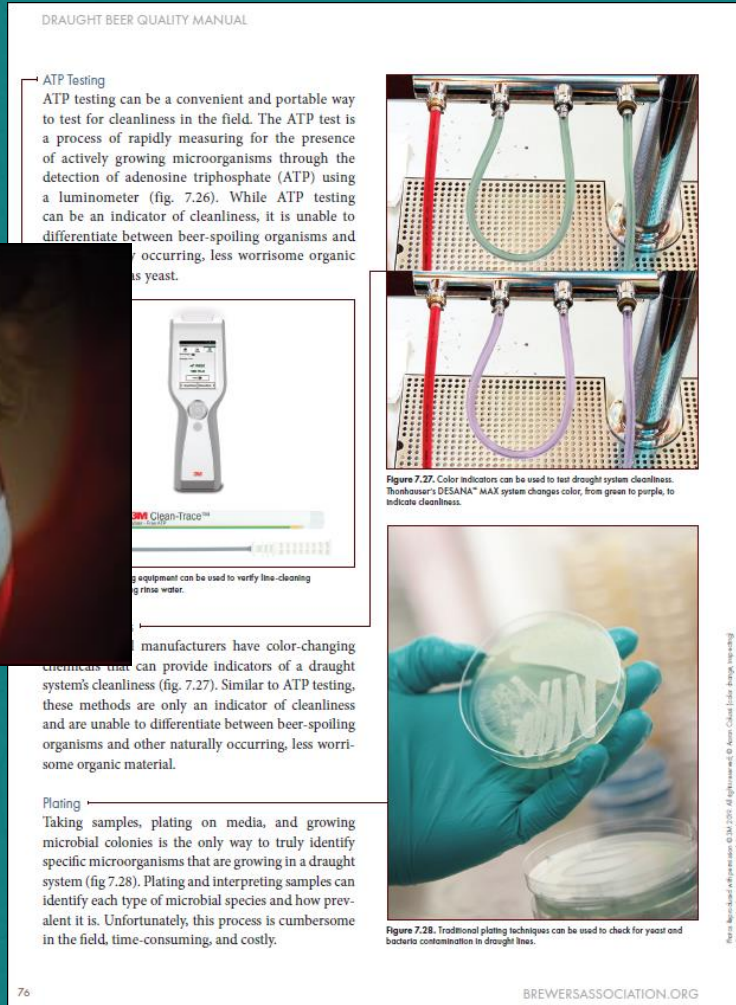 DRAUGHT BEER QUALITY MANUAL
ATP Testing
ATP testing can be a convenient and portable way
to test for cleanliness in the field. The ATP test is
a process of rapidly measuring for the presence
of actively growing microorganisms through the
detection of adenosine triphosphate (ATP) using
a luminometer (fig. 7.26). While ATP testing
can be an indicator of cleanliness, it is unable to
differentiate between beer-spoiling organisms and
occurring, less worrisome organic
as yeast.
3M
3M Clean-Trace™
equipment can be used to verify line-cleaning
rinse water.
manufacturers have color-changing
chemicals that can provide indicators of a draught
system's cleanliness (fig. 7.27). Similar to ATP testing,
these methods are only an indicator of cleanliness
and are unable to differentiate between beer-spoiling
organisms and other naturally occurring, less worri-
some organic material.
Plating
Taking samples, plating on media, and growing
microbial colonies is the only way to truly identify
specific microorganisms that are growing in a draught
system (fig 7.28). Plating and interpreting samples can
identify each type of microbial species and how prev-
alent it is. Unfortunately, this process is cumbersome
in the field, time-consuming, and costly.
Figure 7.27. Color indicators can be used to test draught system cleanliness.
Thonhauser's DESANA™ MAX system changes color, from green to purple, to
indicate cleanliness.
Figure 7.28. Traditional plating techniques can be used to check for yeast and
bacteria contamination in draught lines.
76
BREWERSASSOCIATION.ORG